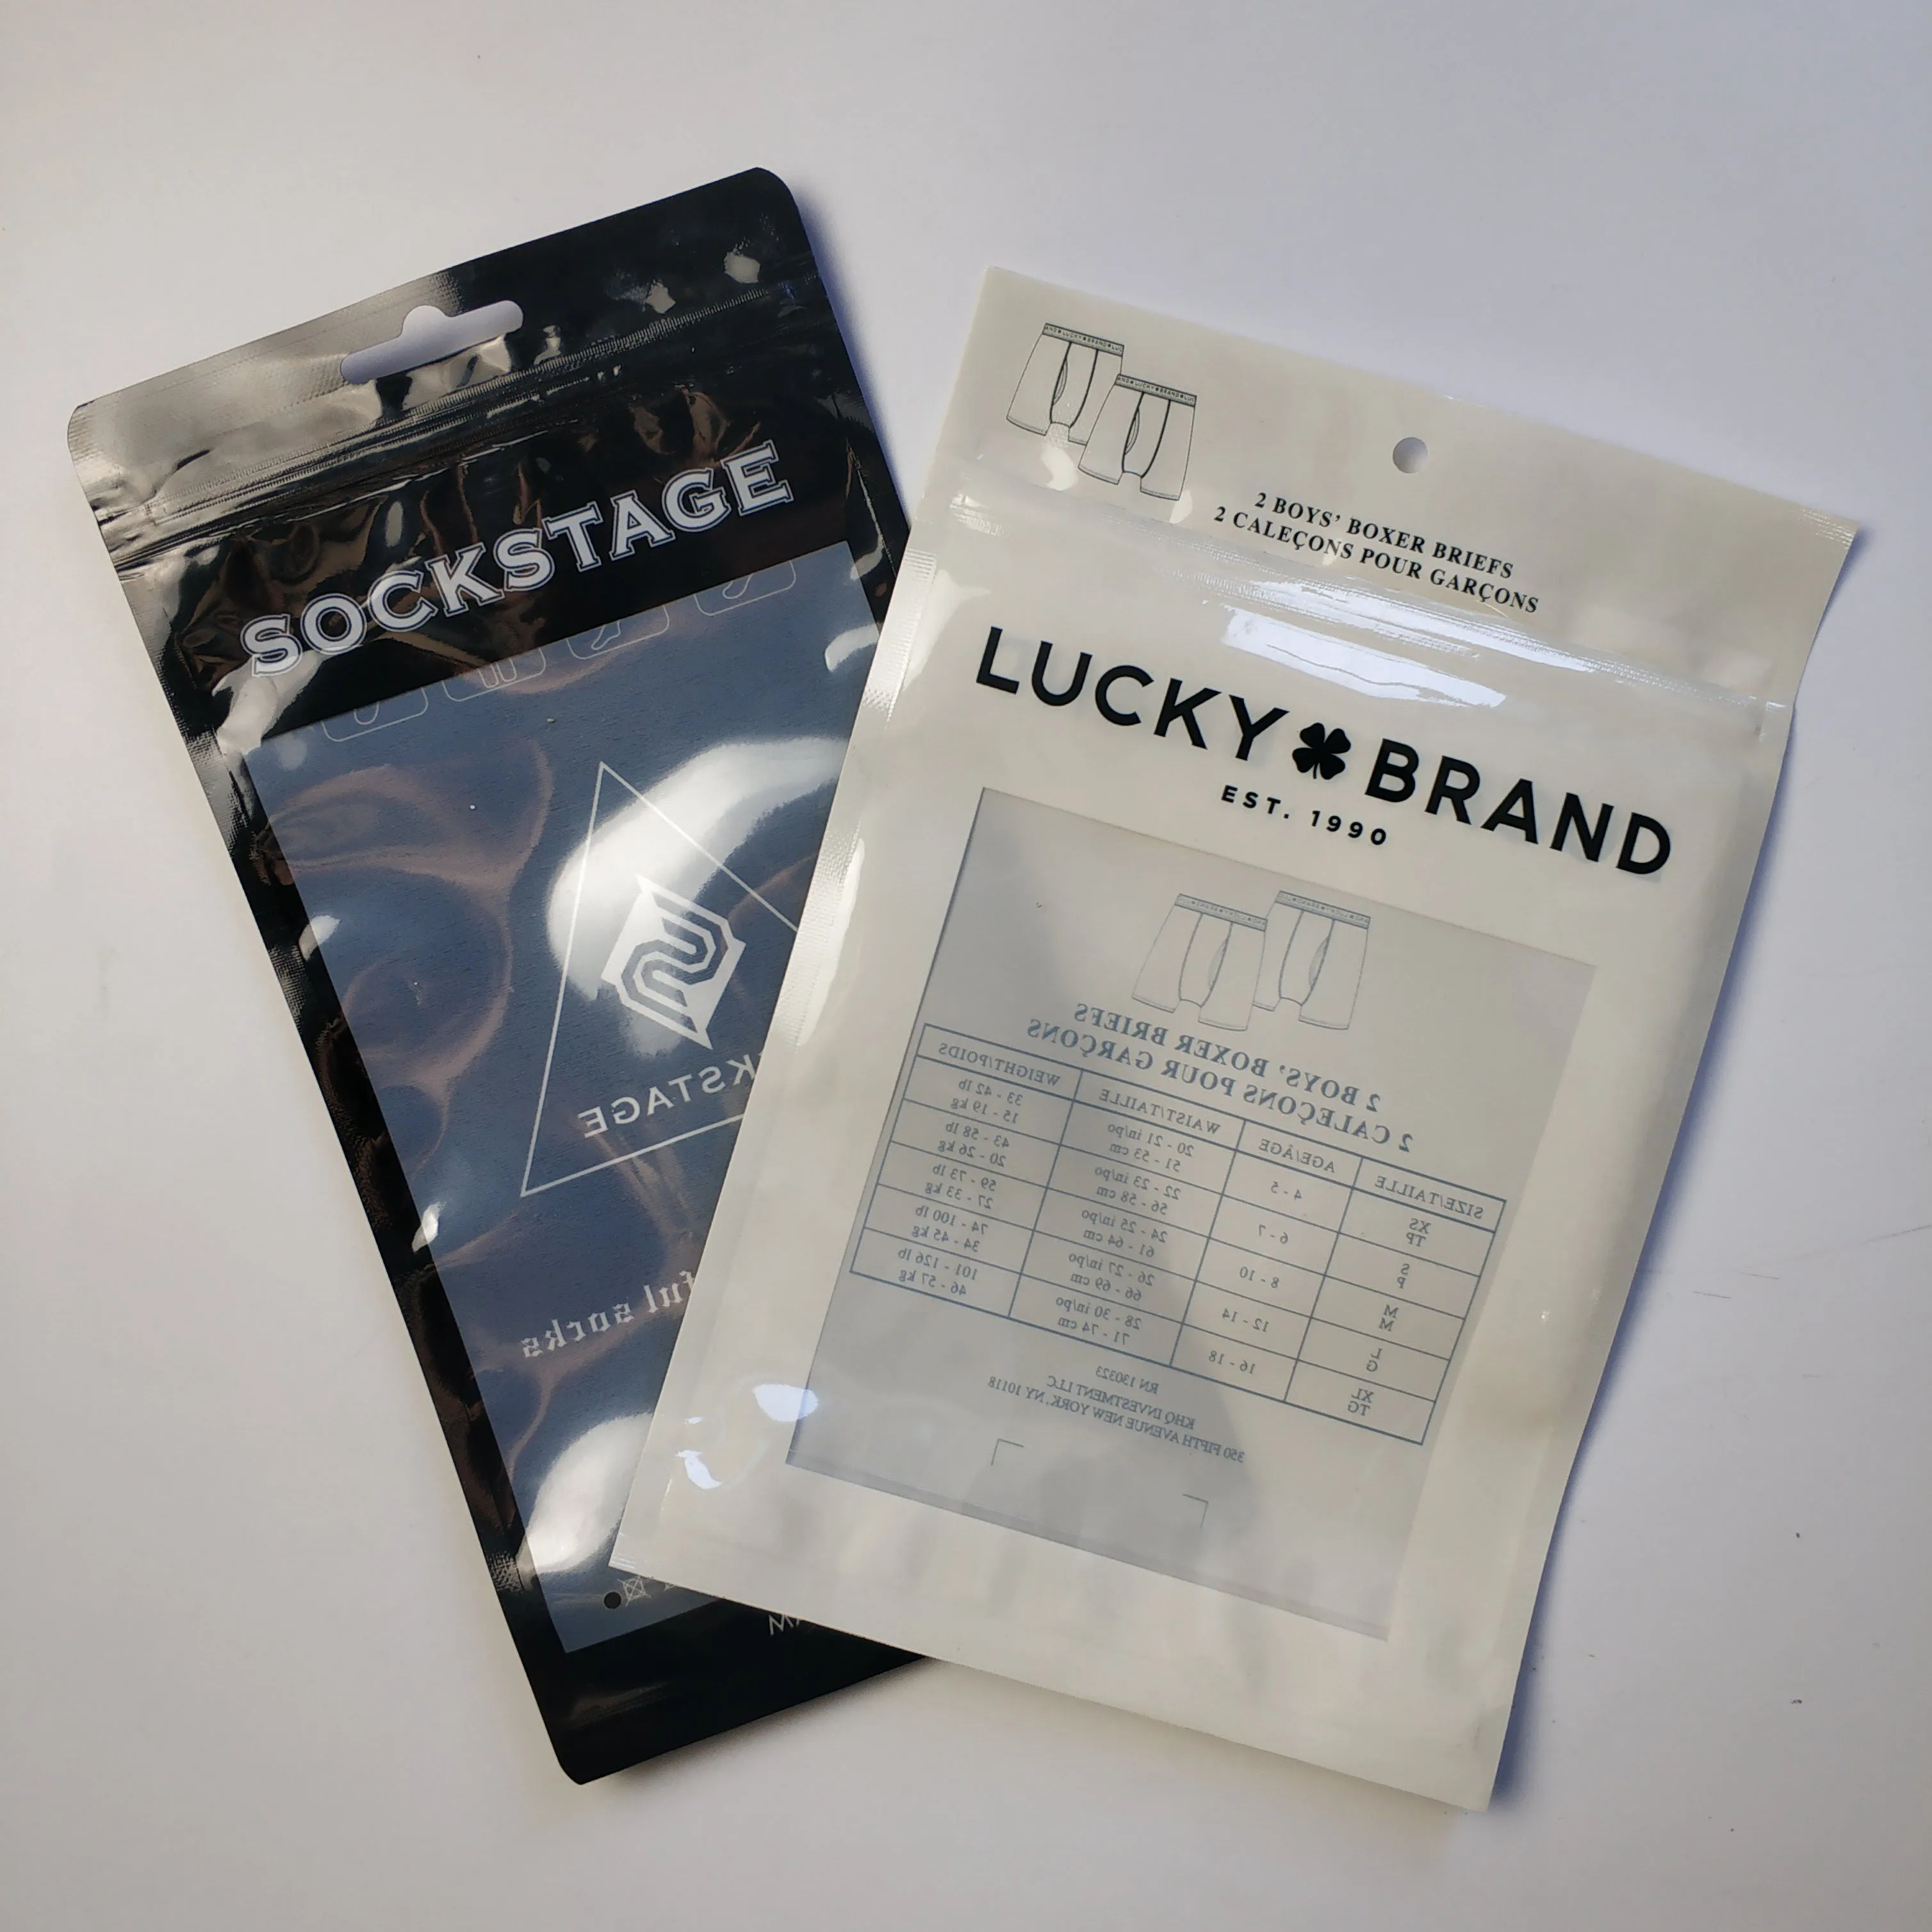 SOCKSTAGE
KSTAGE
ful socks
2 BOYS' BOXER BRIEFS
2 CALEÇONS POUR GARÇONS
LUCKY BRAND
EST. 1990
2 BOYS' BOXER BRIEFS
2 CALEÇONS POUR GARÇONS
SIZE/TAILLE AGE/ÂGE WAIST/TAILLE WEIGHT/POIDS
XS 4 - 5 20 - 21 in/po 33 - 42 lb
TP 51 - 53 cm 15 - 19 kg
S 6 - 7 22 - 23 in/po 43 - 58 lb
P 56 - 58 cm 20 - 26 kg
M 8 - 10 24 - 25 in/po 59 - 73 lb
M 61 - 64 cm 27 - 33 kg
L 12 - 14 26 - 27 in/po 74 - 100 lb
G 66 - 69 cm 34 - 45 kg
XL 16 - 18 28 - 30 in/po 101 - 126 lb
TG 71 - 74 cm 46 - 57 kg
RN 130323
KHQ INVESTMENT LLC
350 FIFTH AVENUE NEW YORK, NY 10118